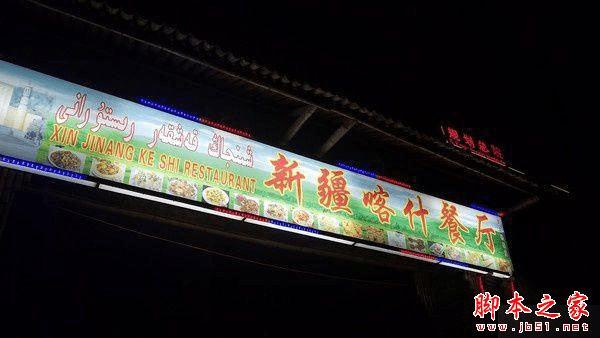 شىنجاڭ قەشقەر رىستۇرانى
XIN JINANG KE SHI RESTAURANT
新疆喀什餐厅
脚本之家
www.jb51.net